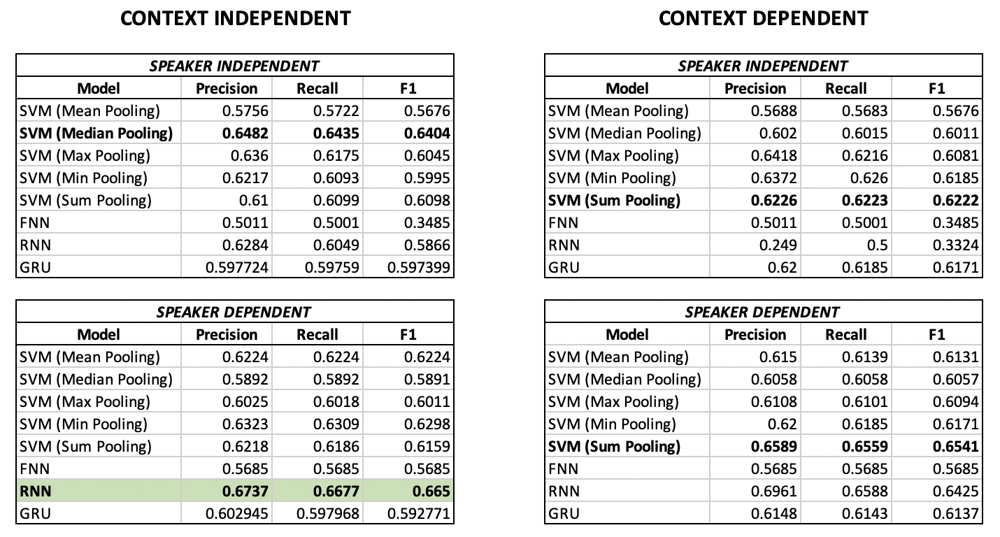 CONTEXT INDEPENDENT
SPEAKER INDEPENDENT
Model Precision Recall F1
SVM (Mean Pooling) 0.5756 0.5722 0.5676
SVM (Median Pooling) 0.6482 0.6435 0.6404
SVM (Max Pooling) 0.636 0.6175 0.6045
SVM (Min Pooling) 0.6217 0.6093 0.5995
SVM (Sum Pooling) 0.61 0.6099 0.6098
FNN 0.5011 0.5001 0.3485
RNN 0.6284 0.6049 0.5866
GRU 0.597724 0.59759 0.597399
SPEAKER DEPENDENT
Model Precision Recall F1
SVM (Mean Pooling) 0.6224 0.6224 0.6224
SVM (Median Pooling) 0.5892 0.5892 0.5891
SVM (Max Pooling) 0.6025 0.6018 0.6011
SVM (Min Pooling) 0.6323 0.6309 0.6298
SVM (Sum Pooling) 0.6218 0.6186 0.6159
FNN 0.5685 0.5685 0.5685
RNN 0.6737 0.6677 0.665
GRU 0.602945 0.597968 0.592771
CONTEXT DEPENDENT
SPEAKER INDEPENDENT
Model Precision Recall F1
SVM (Mean Pooling) 0.5688 0.5683 0.5676
SVM (Median Pooling) 0.602 0.6015 0.6011
SVM (Max Pooling) 0.6418 0.6216 0.6081
SVM (Min Pooling) 0.6372 0.626 0.6185
SVM (Sum Pooling) 0.6226 0.6223 0.6222
FNN 0.5011 0.5001 0.3485
RNN 0.249 0.5 0.3324
GRU 0.62 0.6185 0.6171
SPEAKER DEPENDENT
Model Precision Recall F1
SVM (Mean Pooling) 0.615 0.6139 0.6131
SVM (Median Pooling) 0.6058 0.6058 0.6057
SVM (Max Pooling) 0.6108 0.6101 0.6094
SVM (Min Pooling) 0.62 0.6185 0.6171
SVM (Sum Pooling) 0.6589 0.6559 0.6541
FNN 0.5685 0.5685 0.5685
RNN 0.6961 0.6588 0.6425
GRU 0.6148 0.6143 0.6137